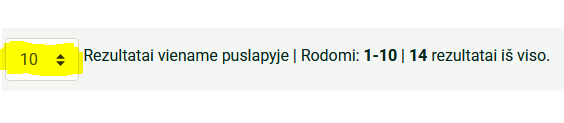 10 Rezultatai viename puslapyje | Rodomi: 1-10 | 14 rezultatai iš viso.